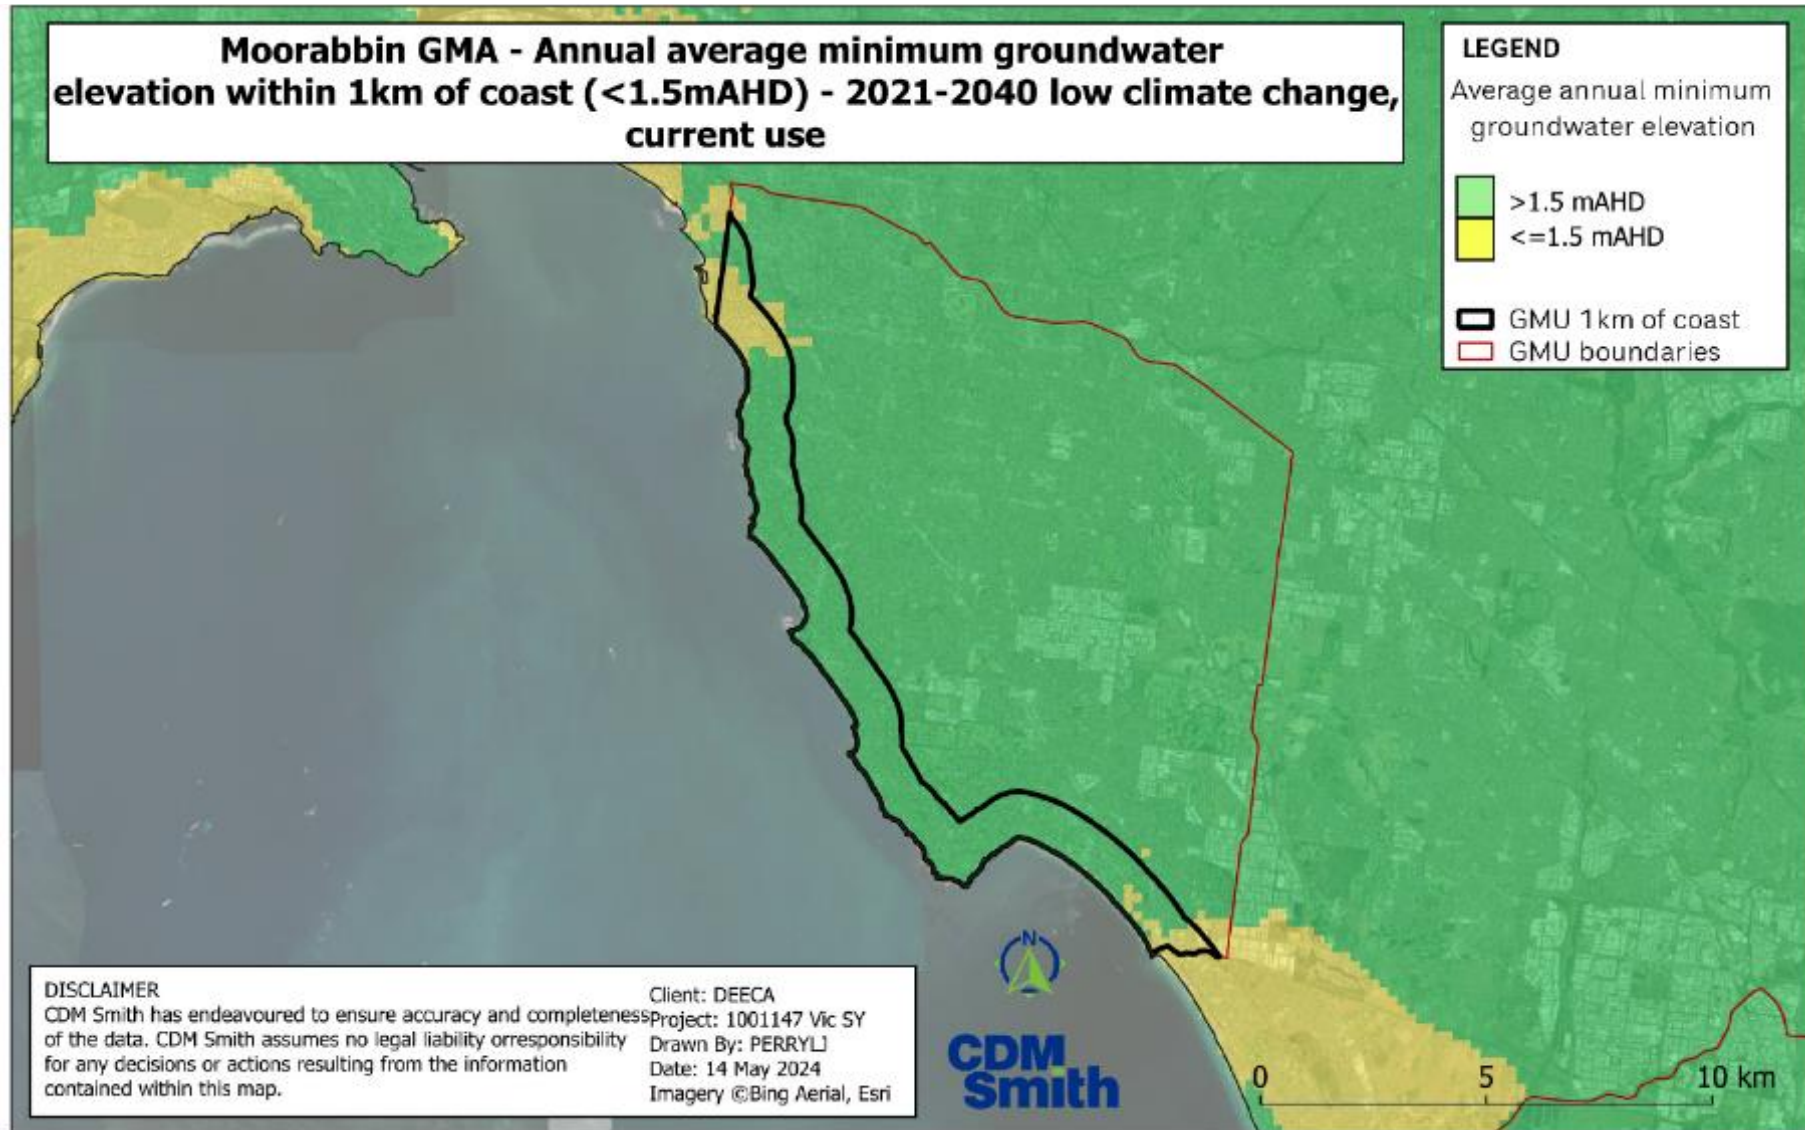 Moorabbin GMA - Annual average minimum groundwater
elevation within 1km of coast (<1.5mAHD) - 2021-2040 low climate change,
current use
LEGEND
Average annual minimum
groundwater elevation
>1.5 mAHD
<=1.5 mAHD
GMU 1km of coast
GMU boundaries
DISCLAIMER
CDM Smith has endeavoured to ensure accuracy and completeness
of the data. CDM Smith assumes no legal liability orresponsibility
for any decisions or actions resulting from the information
contained within this map.
Client: DEECA
Project: 1001147 Vic SY
Drawn By: PERRYLJ
Date: 14 May 2024
Imagery ©Bing Aerial, Esri
N
CDM
Smith
0 5 10 km